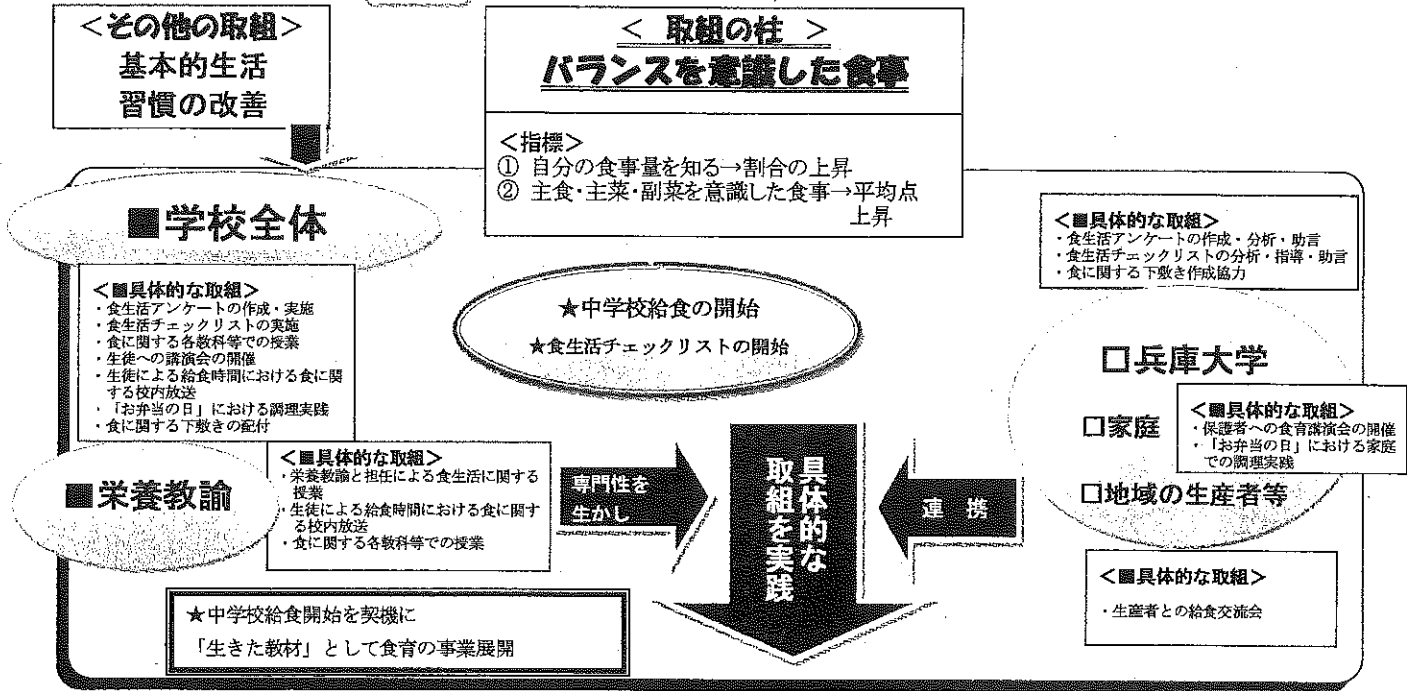 <その他の取組>
基本的生活
習慣の改善
< 取組の柱 >
バランスを意識した食事
<指標>
① 自分の食事量を知る→割合の上昇
② 主食・主菜・副菜を意識した食事→平均点
上昇
■学校全体
<■具体的な取組>
・食生活アンケートの作成・実施
・食生活チェックリストの実施
・食に関する各教科等での授業
・生徒への講演会の開催
・生徒による給食時間における食に関
する校内放送
・「お弁当の日」における調理実践
・食に関する下敷きの配付
★中学校給食の開始
★食生活チェックリストの開始
<■具体的な取組>
・食生活アンケートの作成・分析・助言
・食生活チェックリストの分析・指導・助言
・食に関する下敷き作成協力
□兵庫大学
□家庭
<■具体的な取組>
・保護者への食育講演会の開催
・「お弁当の日」における家庭
での調理実践
□地域の生産者等
■栄養教諭
<■具体的な取組>
・栄養教諭と担任による食生活に関する
授業
・生徒による給食時間における食に関す
る校内放送
・食に関する各教科等での授業
専門性を
生かし
具体的な
取組を実践
連 携
<■具体的な取組>
・生産者との給食交流会
★中学校給食開始を契機に
「生きた教材」として食育の事業展開